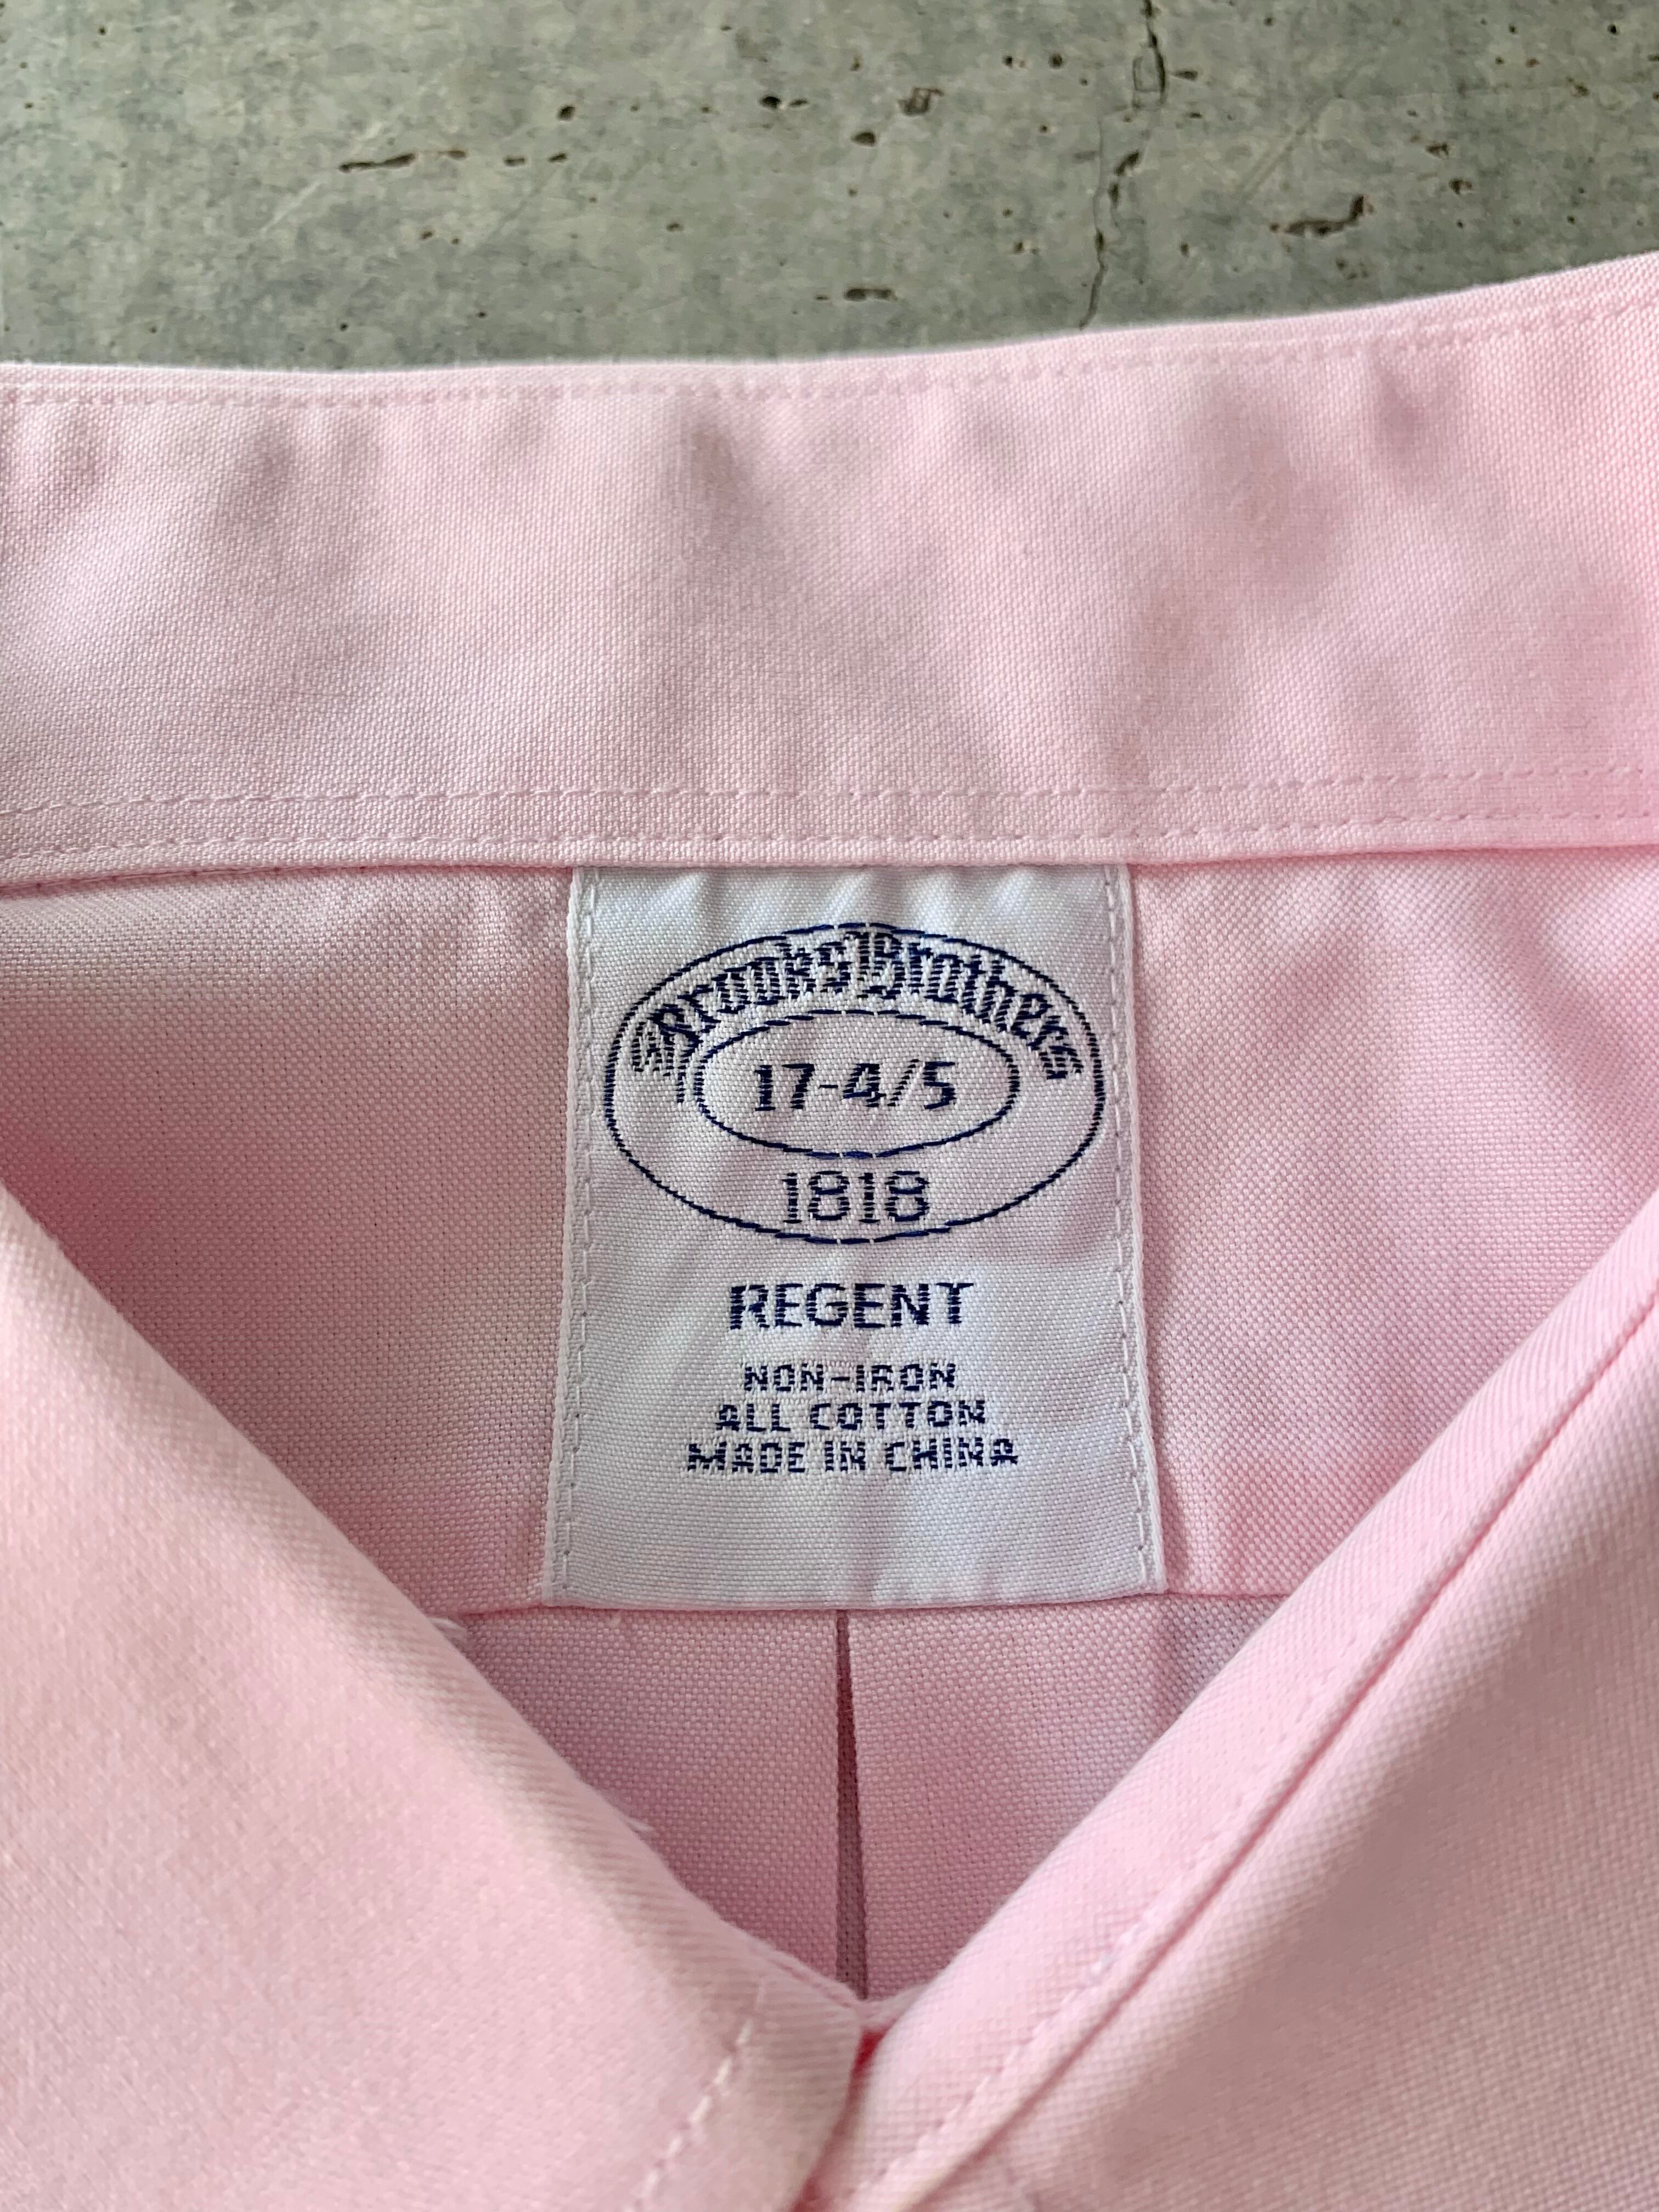 Brooks Brothers
17-4/5
1818
REGENT
NON-IRON
ALL COTTON
MADE IN CHINA